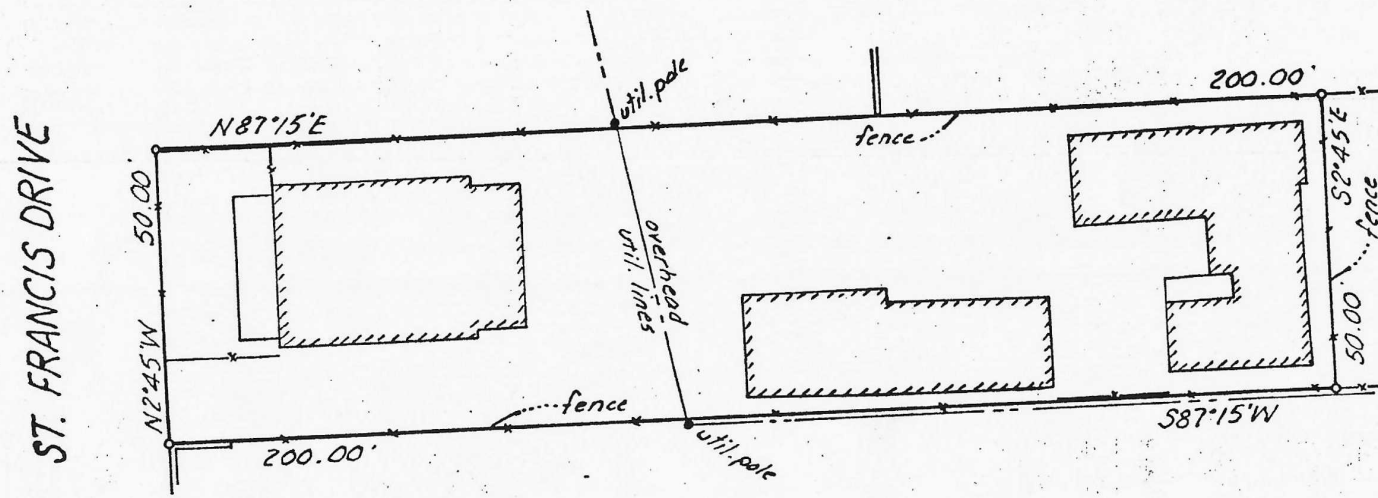 ST. FRANCIS DRIVE
N87°15'E
util. pole
200.00'
fence
50.00
N2°45'W
overhead
util. lines
S2°45'E
fence
50.00'
fence
200.00'
util. pole
S87°15'W